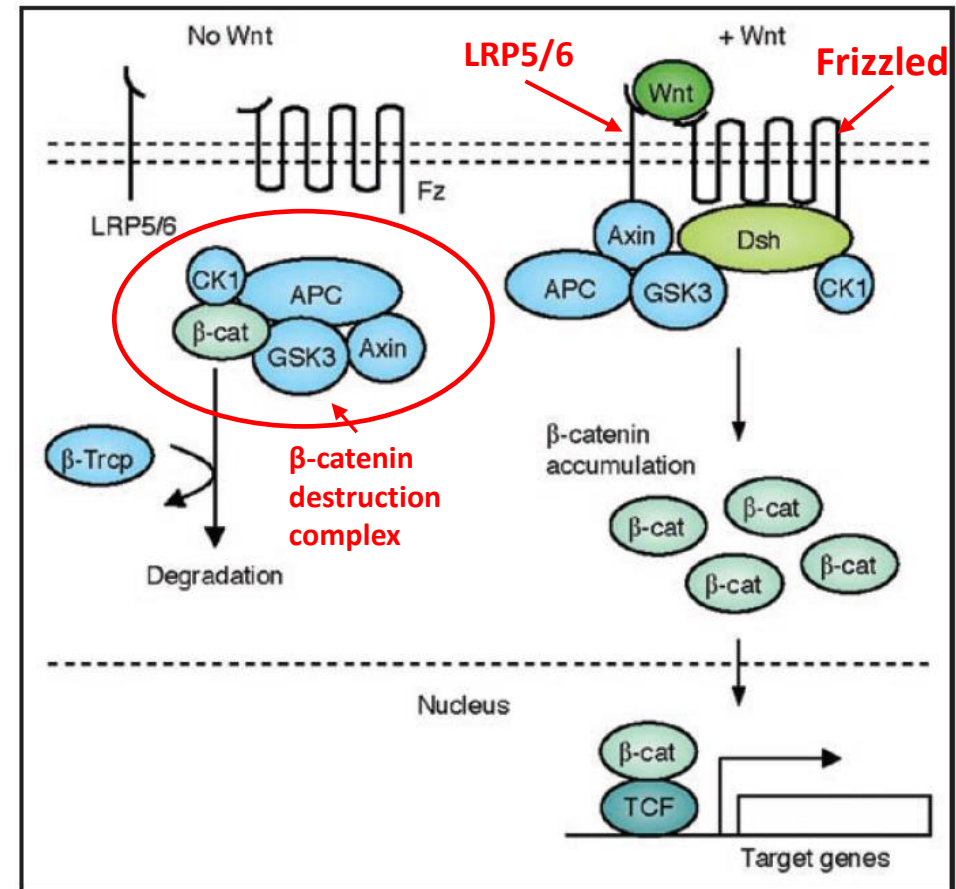 No Wnt
LRP5/6
Fz
CK1
APC
β-cat
GSK3
Axin
β-Trcp
β-catenin
destruction
complex
Degradation
+ Wnt
LRP5/6
Frizzled
Wnt
Axin
Dsh
APC
GSK3
CK1
β-catenin
accumulation
β-cat
β-cat
β-cat
β-cat
Nucleus
β-cat
TCF
Target genes